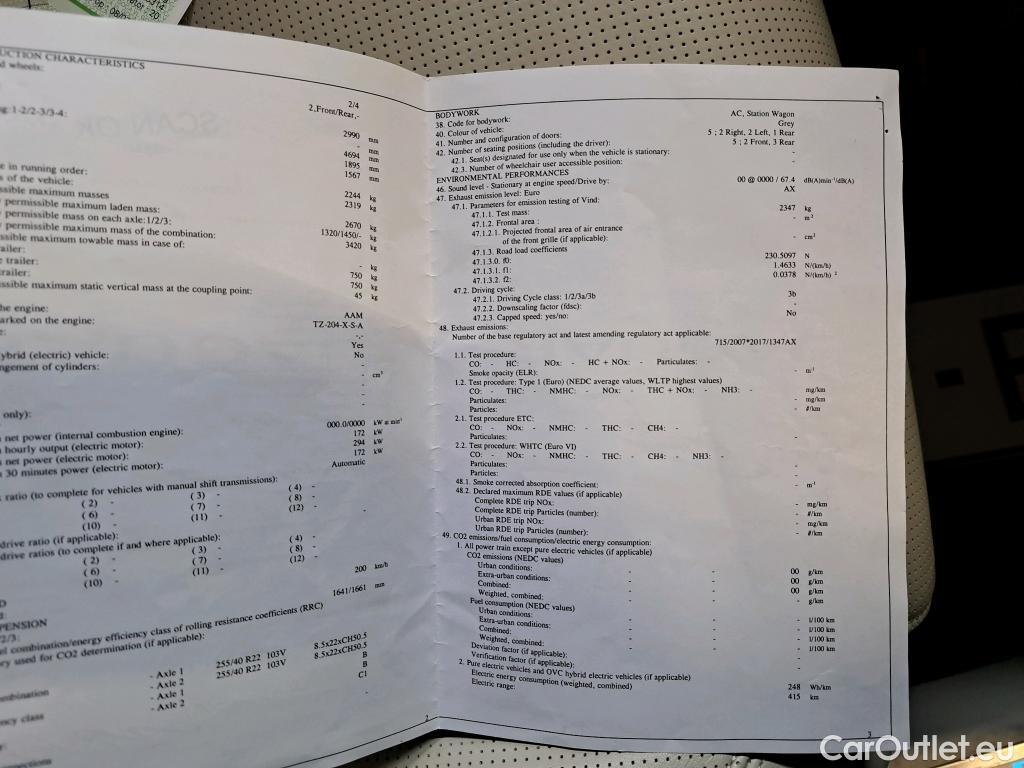 UCTION CHARACTERISTICS
d wheels:
2/4
g:1-2/2-3/3-4:
2,Front/Rear,-
2990 mm
- mm
4694 mm
e in running order: 1895 mm
s of the vehicle: 1567 mm
ssible maximum masses
permissible maximum laden mass: 2244 kg
permissible mass on each axle:1/2/3: 2319 kg
permissible maximum mass of the combination: 2670 kg
ssible maximum towable mass in case of: 1320/1450/- kg
railer: 3420 kg
e trailer:
railer: - kg
ssible maximum static vertical mass at the coupling point: 750 kg
750 kg
45 kg
he engine:
arked on the engine: AAM
e: TZ-204-X-S-A
-,-
ybrid (electric) vehicle: Yes
ngement of cylinders: No
-
- cm³
-
-
-
only):
000.0/0000 kW at min⁻¹
net power (internal combustion engine): 172 kW
hourly output (electric motor): 294 kW
net power (electric motor): 172 kW
30 minutes power (electric motor): Automatic
ratio (to complete for vehicles with manual shift transmissions):
( 2) - ( 3) - ( 4) -
( 6) - ( 7) - ( 8) -
(10) - (11) - (12) -
drive ratio (if applicable): -
drive ratios (to complete if and where applicable):
( 2) - ( 3) - ( 4) -
( 6) - ( 7) - ( 8) -
(10) - (11) - (12) -
200 km/h
D
1641/1661 mm
PENSION
2/3:
el combination/energy efficiency class of rolling resistance coefficients (RRC)
ry used for CO2 determination (if applicable):
- Axle 1 255/40 R22 103V 8.5x22xCH50.5
ombination - Axle 2 255/40 R22 103V 8.5x22xCH50.5
- Axle 1 B
ncy class - Axle 2 B
C1
-
2
BODYWORK
38. Code for bodywork: AC, Station Wagon
40. Colour of vehicle: Grey
41. Number and configuration of doors: 5 ; 2 Right, 2 Left, 1 Rear
42. Number of seating positions (including the driver): 5 ; 2 Front, 3 Rear
42.1. Seat(s) designated for use only when the vehicle is stationary: -
42.3. Number of wheelchair user accessible position: -
ENVIRONMENTAL PERFORMANCES
46. Sound level - Stationary at engine speed/Drive by: 00 @ 0000 / 67.4 dB(A)min⁻¹/dB(A)
47. Exhaust emission level: Euro AX
47.1. Parameters for emission testing of Vind:
47.1.1. Test mass: 2347 kg
47.1.2. Frontal area : - m²
47.1.2.1. Projected frontal area of air entrance
of the front grille (if applicable): - cm²
47.1.3. Road load coefficients
47.1.3.0. f0: 230.5097 N
47.1.3.1. f1: 1.4633 N/(km/h)
47.1.3.2. f2: 0.0378 N/(km/h) ²
47.2. Driving cycle:
47.2.1. Driving Cycle class: 1/2/3a/3b 3b
47.2.2. Downscaling factor (fdsc): -
47.2.3. Capped speed: yes/no: No
48. Exhaust emissions:
Number of the base regulatory act and latest amending regulatory act applicable:
715/2007*2017/1347AX
1.1. Test procedure:
CO: - HC: - NOx: - HC + NOx: - Particulates: -
Smoke opacity (ELR): - m⁻¹
1.2. Test procedure: Type 1 (Euro) (NEDC average values, WLTP highest values)
CO: - THC: - NMHC: - NOx: - THC + NOx: - NH3: - mg/km
Particulates: - mg/km
Particles: - #/km
2.1. Test procedure ETC:
CO: - NOx: - NMHC: - THC: - CH4: -
Particulates: -
2.2. Test procedure: WHTC (Euro VI)
CO: - NOx: - NMHC: - THC: - CH4: - NH3: -
Particulates: -
Particles: -
48.1. Smoke corrected absorption coefficient: - m⁻¹
48.2. Declared maximum RDE values (if applicable)
Complete RDE trip NOx: - mg/km
Complete RDE trip Particles (number): - #/km
Urban RDE trip NOx: - mg/km
Urban RDE trip Particles (number): - #/km
49. CO2 emissions/fuel consumption/electric energy consumption:
1. All power train except pure electric vehicles (if applicable)
CO2 emissions (NEDC values)
Urban conditions: - - 00 g/km
Extra-urban conditions: - - 00 g/km
Combined: - - 00 g/km
Weighted, combined: - - - g/km
Fuel consumption (NEDC values)
Urban conditions: - - - l/100 km
Extra-urban conditions: - - - l/100 km
Combined: - - - l/100 km
Weighted, combined: - - - l/100 km
Deviation factor (if applicable): -
Verification factor (if applicable): -
2. Pure electric vehicles and OVC hybrid electric vehicles (if applicable)
Electric energy consumption (weighted, combined) 248 Wh/km
Electric range: 415 km
3
CarOutlet.eu